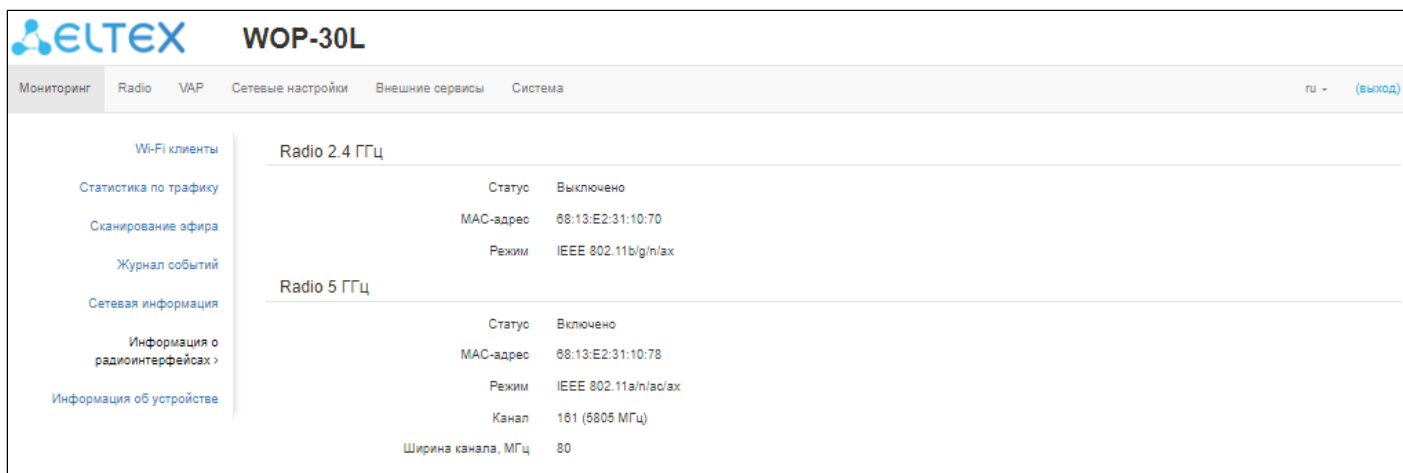 ELTEX WOP-30L
Мониторинг Radio VAP Сетевые настройки Внешние сервисы Система ru (выход)
Wi-Fi клиенты
Статистика по трафику
Сканирование эфира
Журнал событий
Сетевая информация
Информация о
радиоинтерфейсах ›
Информация об устройстве
Radio 2.4 ГГц
Статус Выключено
MAC-адрес 68:13:E2:31:10:70
Режим IEEE 802.11b/g/n/ax
Radio 5 ГГц
Статус Включено
MAC-адрес 68:13:E2:31:10:78
Режим IEEE 802.11a/n/ac/ax
Канал 161 (5805 МГц)
Ширина канала, МГц 80